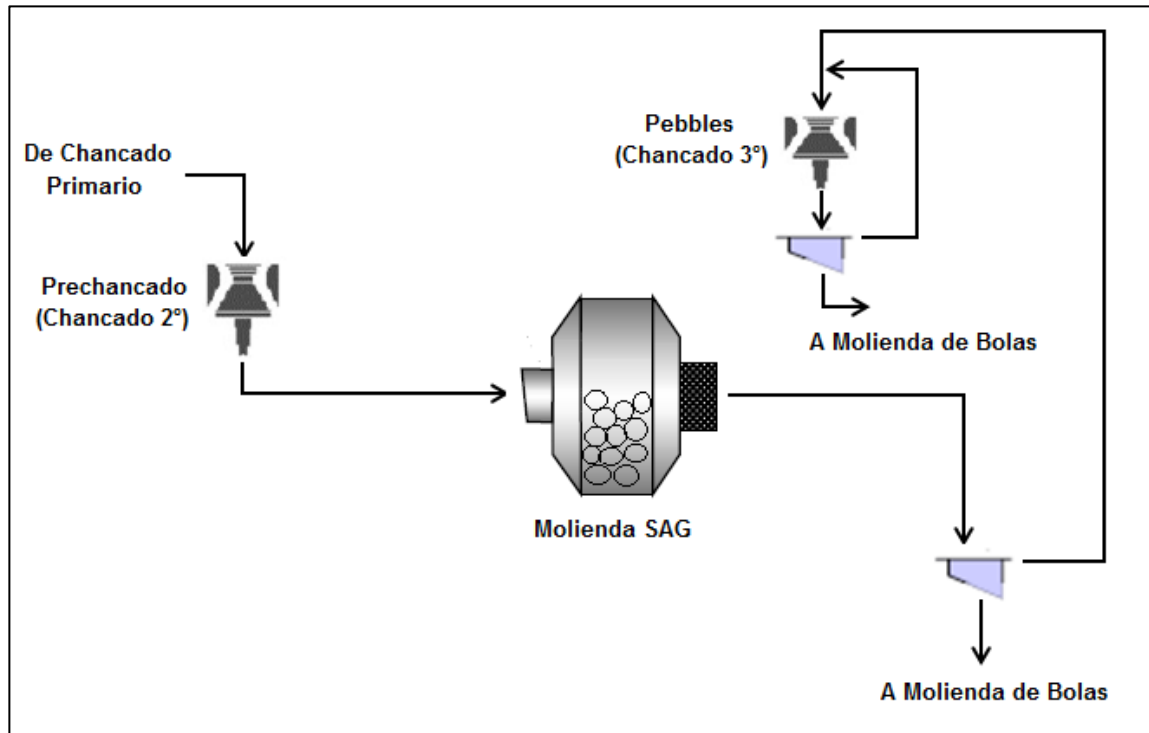 De Chancado
Primario
Prechancado
(Chancado 2°)
Molienda SAG
Pebbles
(Chancado 3°)
A Molienda de Bolas
A Molienda de Bolas